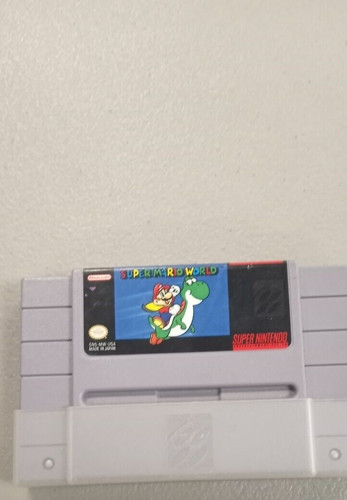 Nintendo
SUPER MARIO WORLD
SNS-MW-USA
MADE IN JAPAN
SUPER NINTENDO